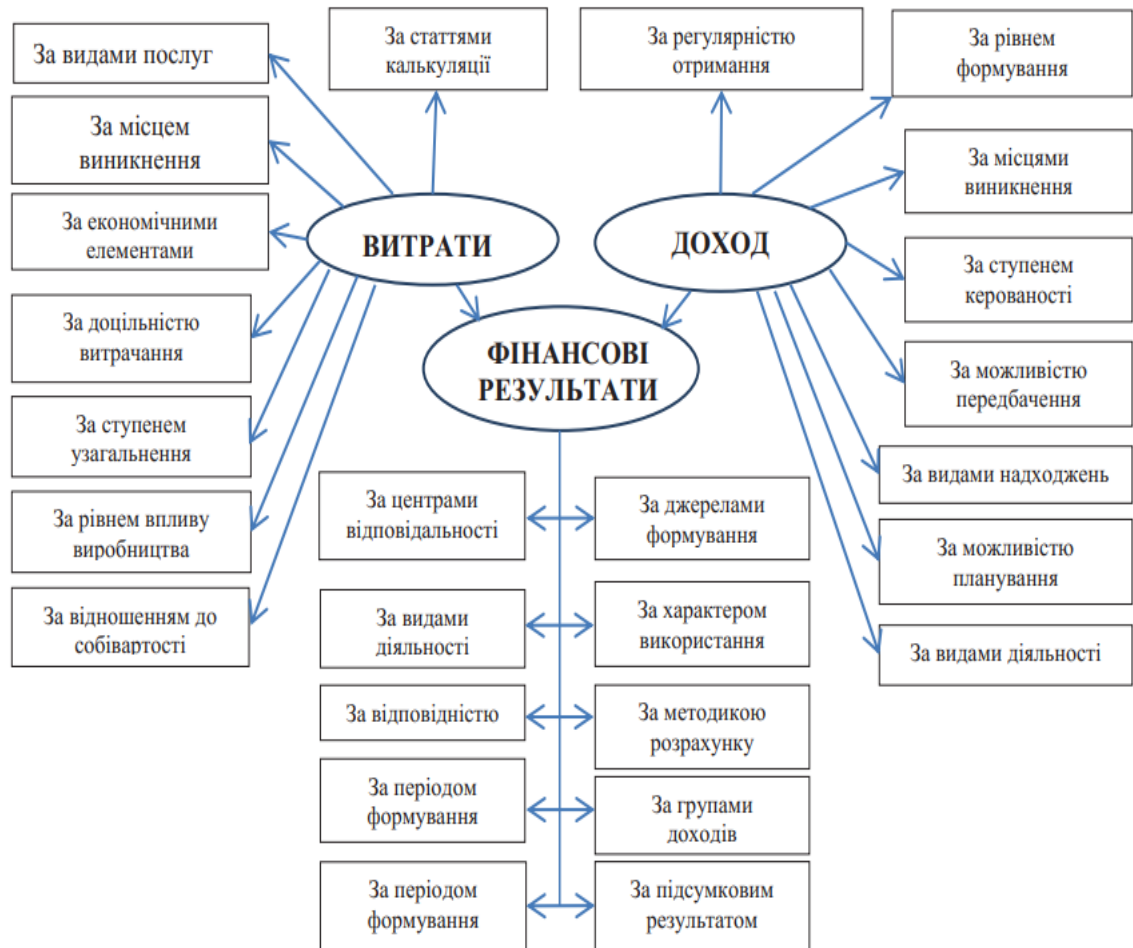 За видами послуг
За статтями
калькуляції
За регулярністю
отримання
За рівнем
формування
За місцем
виникнення
За місцями
виникнення
За економічними
елементами
ВИТРАТИ
ДОХОД
За ступенем
керованості
За доцільністю
витрачання
ФІНАНСОВІ
РЕЗУЛЬТАТИ
За можливістю
передбачення
За ступенем
узагальнення
За видами надходжень
За рівнем впливу
виробництва
За центрами
відповідальності
За джерелами
формування
За можливістю
планування
За відношенням до
собівартості
За видами
діяльності
За характером
використання
За видами діяльності
За відповідністю
За методикою
розрахунку
За періодом
формування
За групами
доходів
За періодом
формування
За підсумковим
результатом